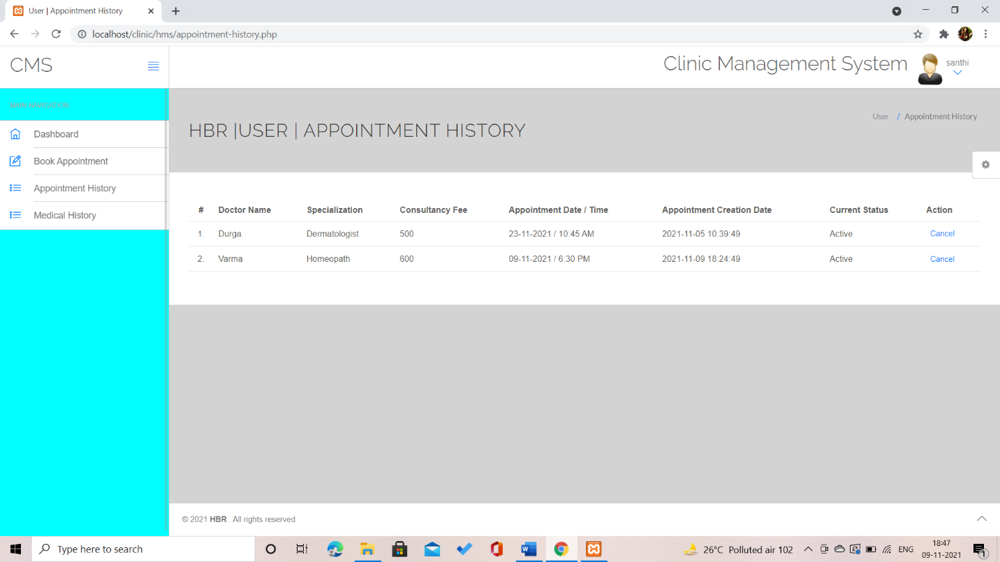 User | Appointment History
localhost/clinic/hms/appointment-history.php
CMS
Clinic Management System
santhi
MAIN NAVIGATION
Dashboard
Book Appointment
Appointment History
Medical History
HBR |USER | APPOINTMENT HISTORY
User / Appointment History
# Doctor Name Specialization Consultancy Fee Appointment Date / Time Appointment Creation Date Current Status Action
1. Durga Dermatologist 500 23-11-2021 / 10:45 AM 2021-11-05 10:39:49 Active Cancel
2. Varma Homeopath 600 09-11-2021 / 6:30 PM 2021-11-09 18:24:49 Active Cancel
© 2021 HBR . All rights reserved
Type here to search
26°C Polluted air 102
ENG
18:47
09-11-2021
1